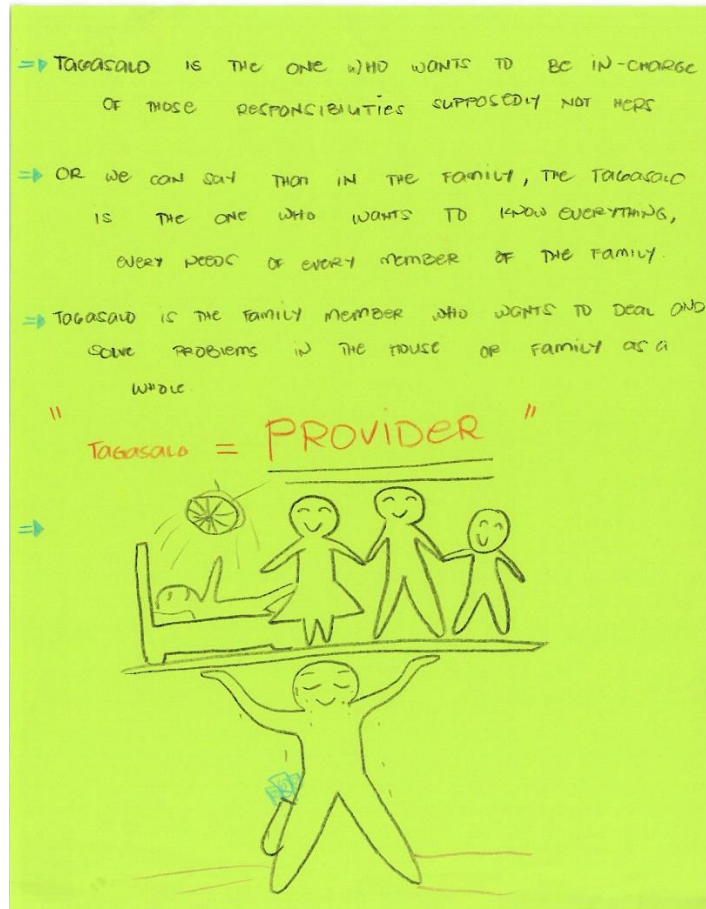 ⇒ TAGASALO IS THE ONE WHO WANTS TO BE IN-CHARGE
OF THOSE RESPONSIBILITIES SUPPOSEDLY NOT HERS
⇒ OR WE CAN SAY THAT IN THE FAMILY, THE TAGASALO
IS THE ONE WHO WANTS TO KNOW EVERYTHING,
EVERY NEEDS OF EVERY MEMBER OF THE FAMILY.
⇒ TAGASALO IS THE FAMILY MEMBER WHO WANTS TO DEAL AND
SOLVE PROBLEMS IN THE HOUSE OR FAMILY AS A
WHOLE.
" TAGASALO = PROVIDER "
⇒